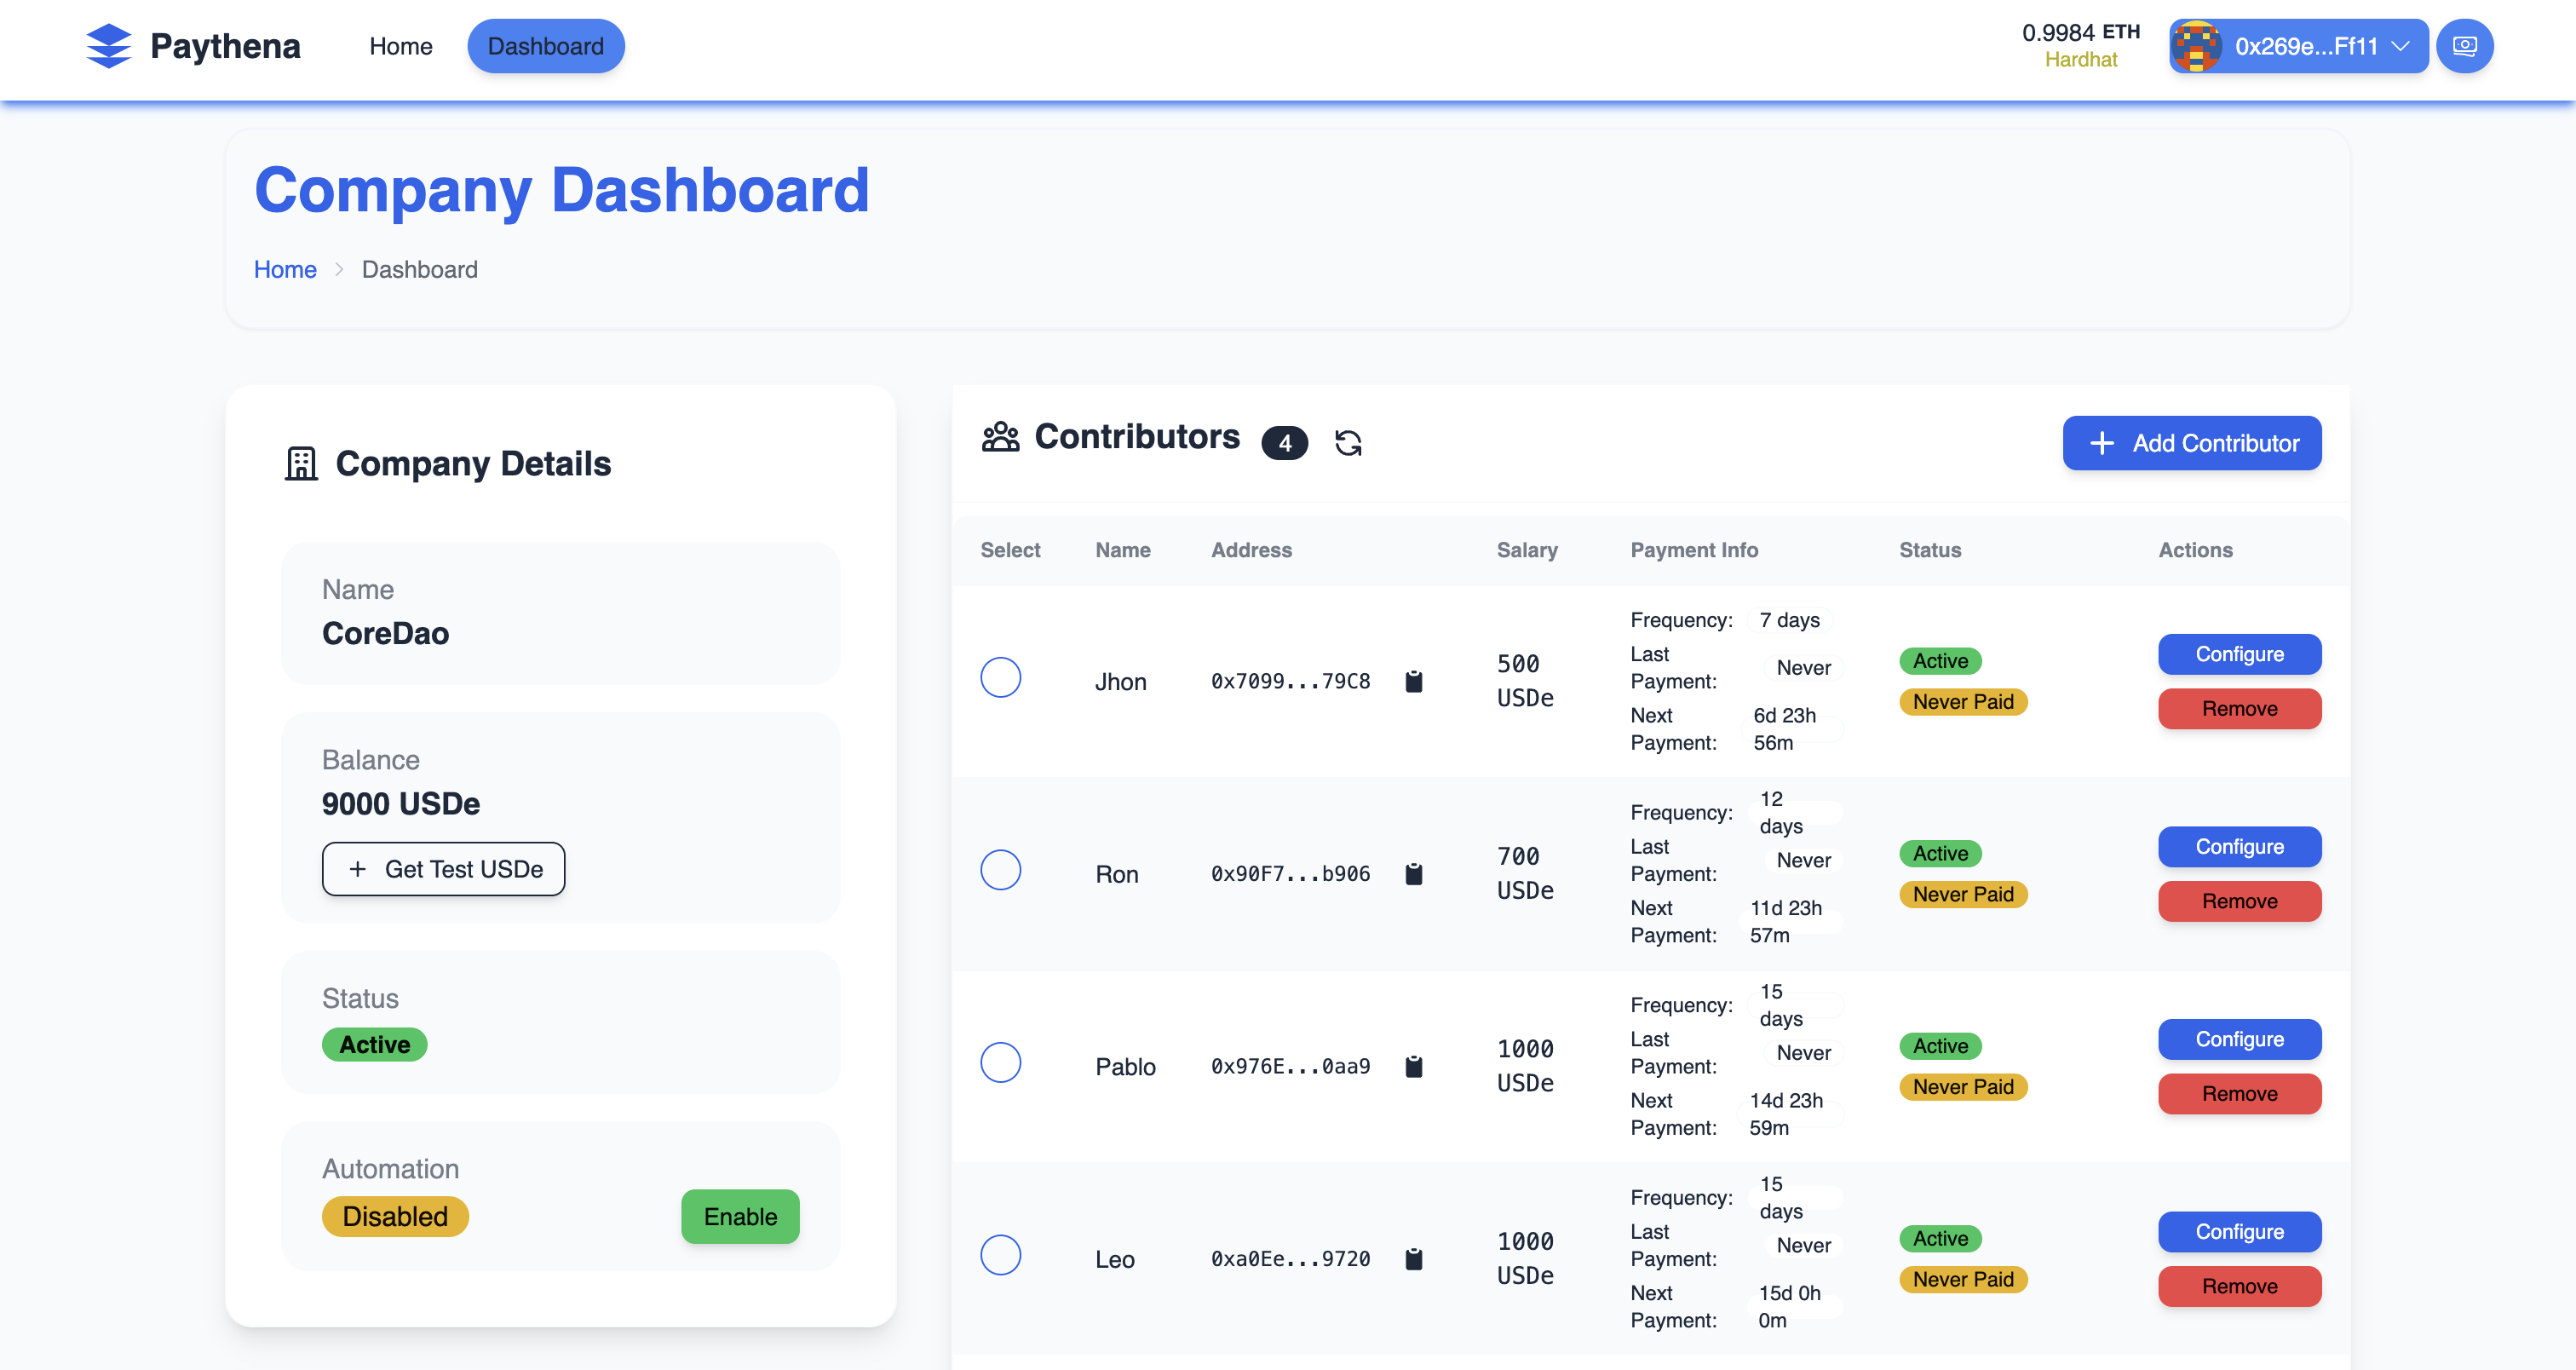 Paythena
Home
Dashboard
0.9984 ETH
Hardhat
0x269e...Ff11
Company Dashboard
Home
Dashboard
Company Details
Name
CoreDao
Balance
9000 USDe
+ Get Test USDe
Status
Active
Automation
Disabled
Enable
Contributors
4
+ Add Contributor
Select
Name
Address
Salary
Payment Info
Status
Actions
Jhon
0x7099...79C8
500
USDe
Frequency: 7 days
Last
Payment:
Never
Next
Payment:
6d 23h
56m
Active
Never Paid
Configure
Remove
Ron
0x90F7...b906
700
USDe
Frequency:
12
days
Last
Payment:
Never
Next
Payment:
11d 23h
57m
Active
Never Paid
Configure
Remove
Pablo
0x976E...0aa9
1000
USDe
Frequency:
15
days
Last
Payment:
Never
Next
Payment:
14d 23h
59m
Active
Never Paid
Configure
Remove
Leo
0xa0Ee...9720
1000
USDe
Frequency:
15
days
Last
Payment:
Never
Next
Payment:
15d 0h
0m
Active
Never Paid
Configure
Remove